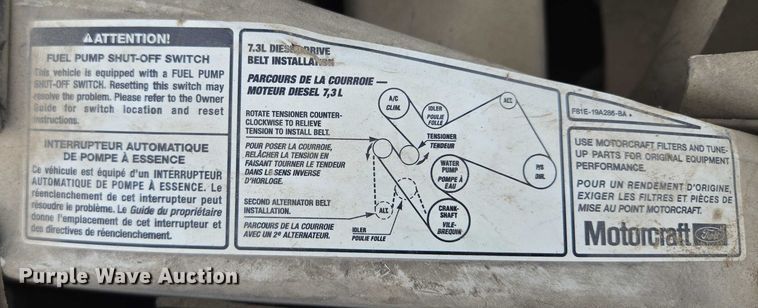 ATTENTION!
FUEL PUMP SHUT-OFF SWITCH
This vehicle is equipped with a FUEL PUMP
SHUT-OFF SWITCH. Resetting this switch may
resolve the problem. Please refer to the Owner
Guide for switch location and reset
instructions.
INTERRUPTEUR AUTOMATIQUE
DE POMPE À ESSENCE
Ce véhicule est équipé d'un INTERRUPTEUR
AUTOMATIQUE DE POMPE À ESSENCE. Le
réenclenchement de cet interrupteur peut
résoudre le problème. Le Guide du propriétaire
donne l'emplacement de cet interrupteur et
des directives de réenclenchement.
7.3L DIESEL DRIVE
BELT INSTALLATION
PARCOURS DE LA COURROIE —
MOTEUR DIESEL 7,3 L
ROTATE TENSIONER COUNTER-
CLOCKWISE TO RELIEVE
TENSION TO INSTALL BELT.
POUR POSER LA COURROIE,
RELÂCHER LA TENSION EN
FAISANT TOURNER LE TENDEUR
DANS LE SENS INVERSE
D'HORLOGE.
SECOND ALTERNATOR BELT
INSTALLATION.
PARCOURS DE LA COURROIE
AVEC UN 2e ALTERNATEUR.
A/C
CLIM.
IDLER
POULIE
FOLLE
ALT.
TENSIONER
TENDEUR
WATER
PUMP
POMPE À
EAU
P/S
DIR.
ALT.
IDLER
POULIE FOLLE
CRANK-
SHAFT
VILE-
BREQUIN
F81E-19A286-BA
USE MOTORCRAFT FILTERS AND TUNE-
UP PARTS FOR ORIGINAL EQUIPMENT
PERFORMANCE.
POUR UN RENDEMENT D'ORIGINE,
EXIGER LES FILTRES ET PIÈCES DE
MISE AU POINT MOTORCRAFT.
Motorcraft Ford
Purple Wave Auction